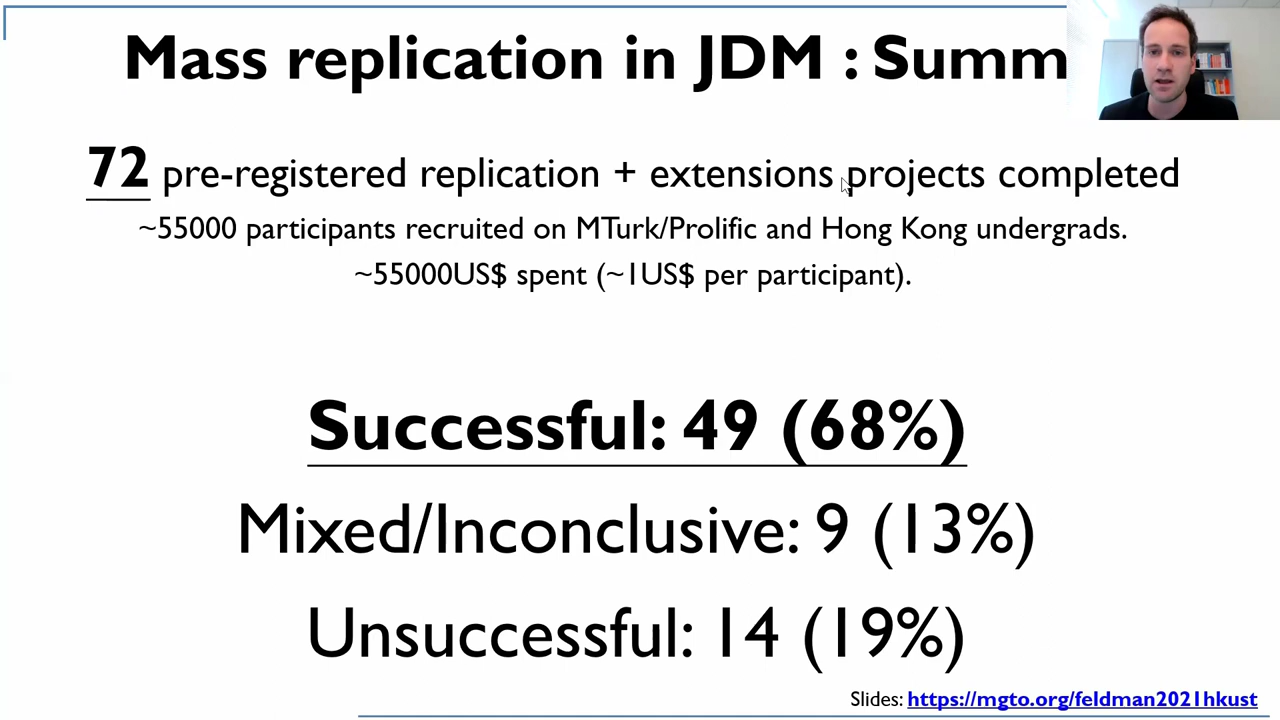 Mass replication in JDM : Summ
72 pre-registered replication + extensions projects completed
~55000 participants recruited on MTurk/Prolific and Hong Kong undergrads.
~55000US$ spent (~1US$ per participant).
Successful: 49 (68%)
Mixed/Inconclusive: 9 (13%)
Unsuccessful: 14 (19%)
Slides: https://mgto.org/feldman2021hkust